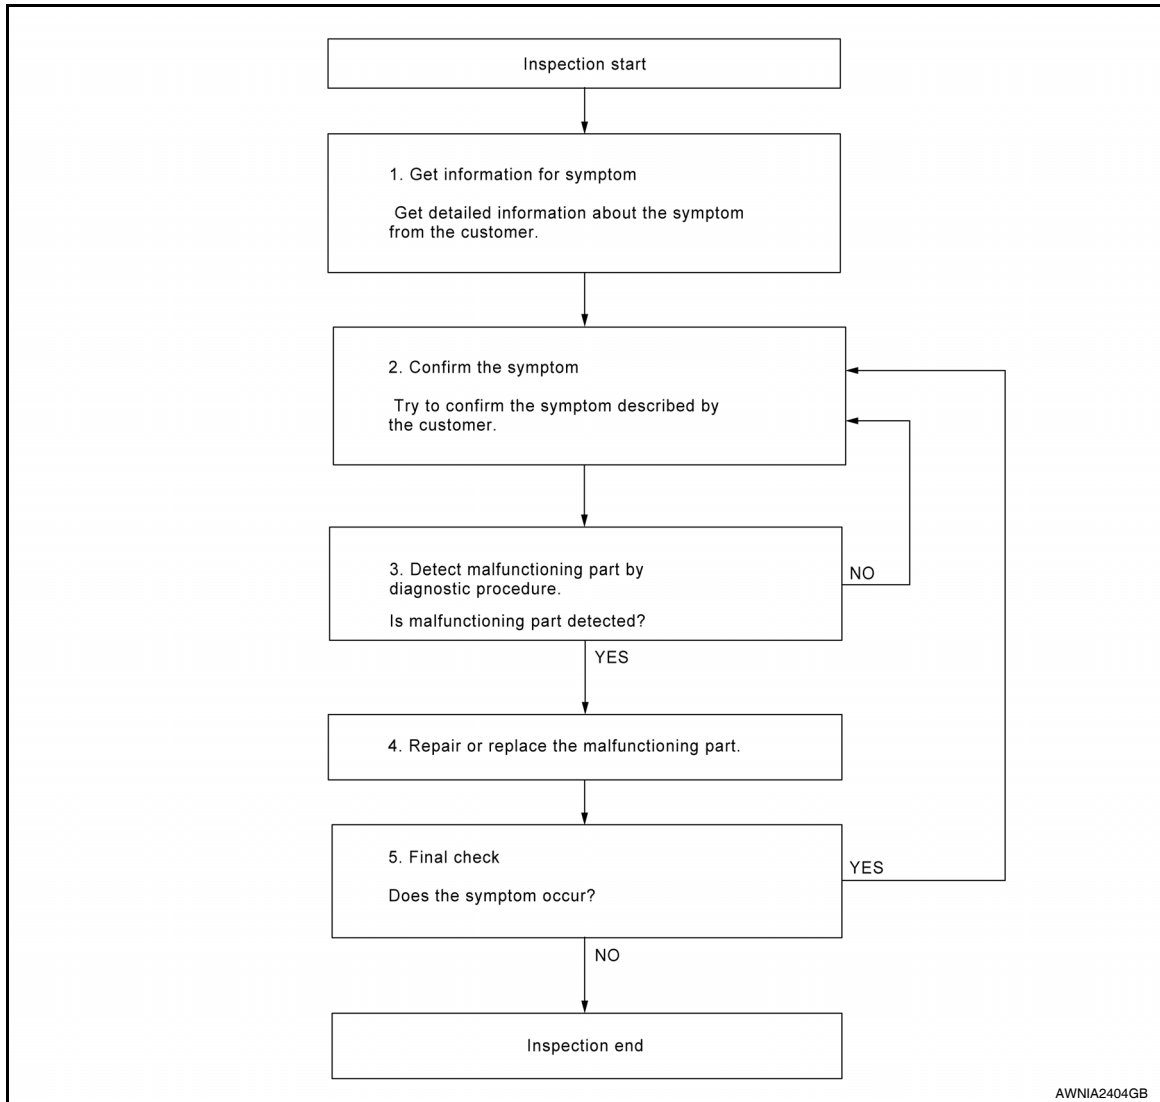 Inspection start
1. Get information for symptom
Get detailed information about the symptom
from the customer.
2. Confirm the symptom
Try to confirm the symptom described by
the customer.
3. Detect malfunctioning part by
diagnostic procedure.
NO
Is malfunctioning part detected?
YES
4. Repair or replace the malfunctioning part.
5. Final check
YES
Does the symptom occur?
NO
Inspection end
AWNIA2404GB